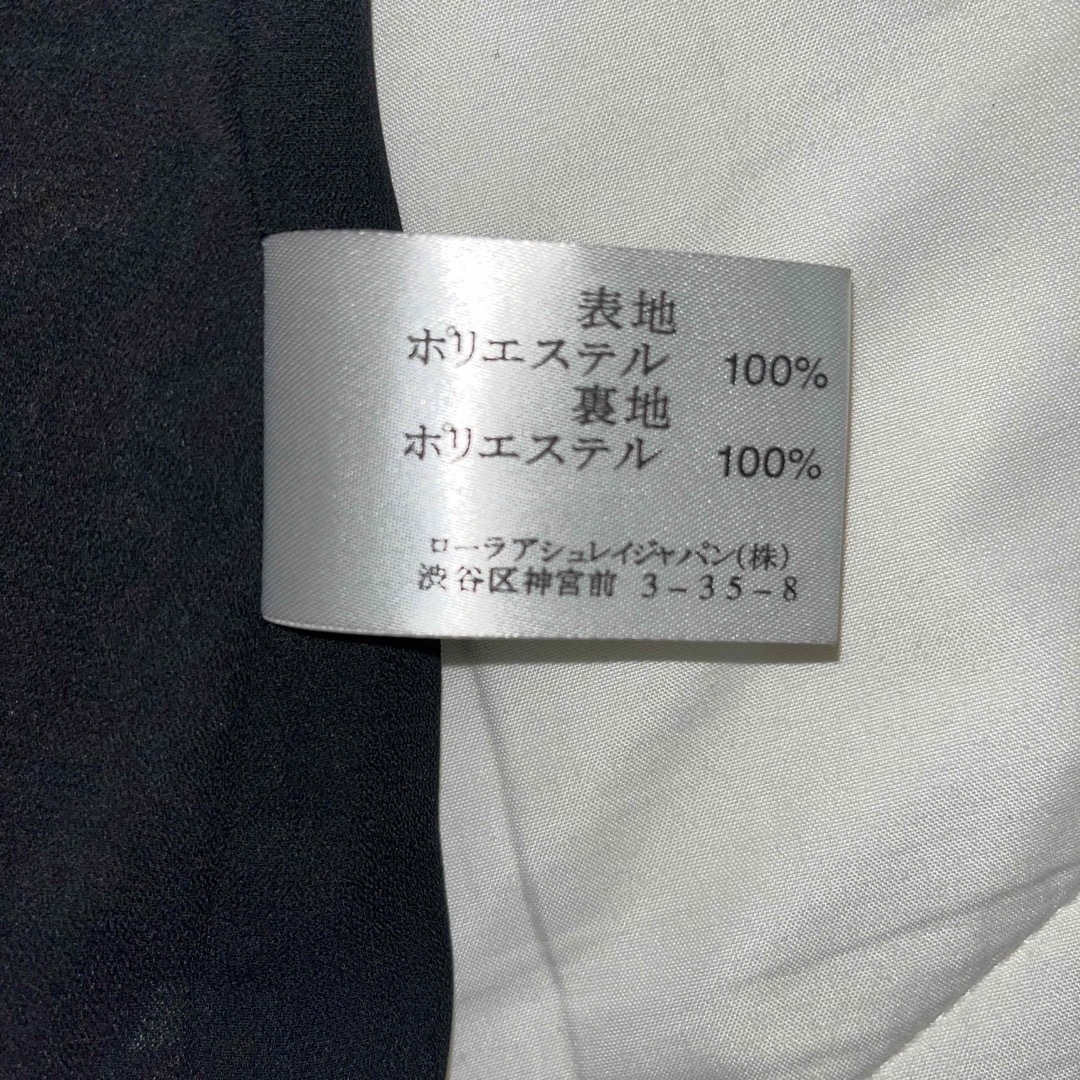 表地
ポリエステル 100%
裏地
ポリエステル 100%
ローラアシュレイジャパン(株)
渋谷区神宮前 3-35-8